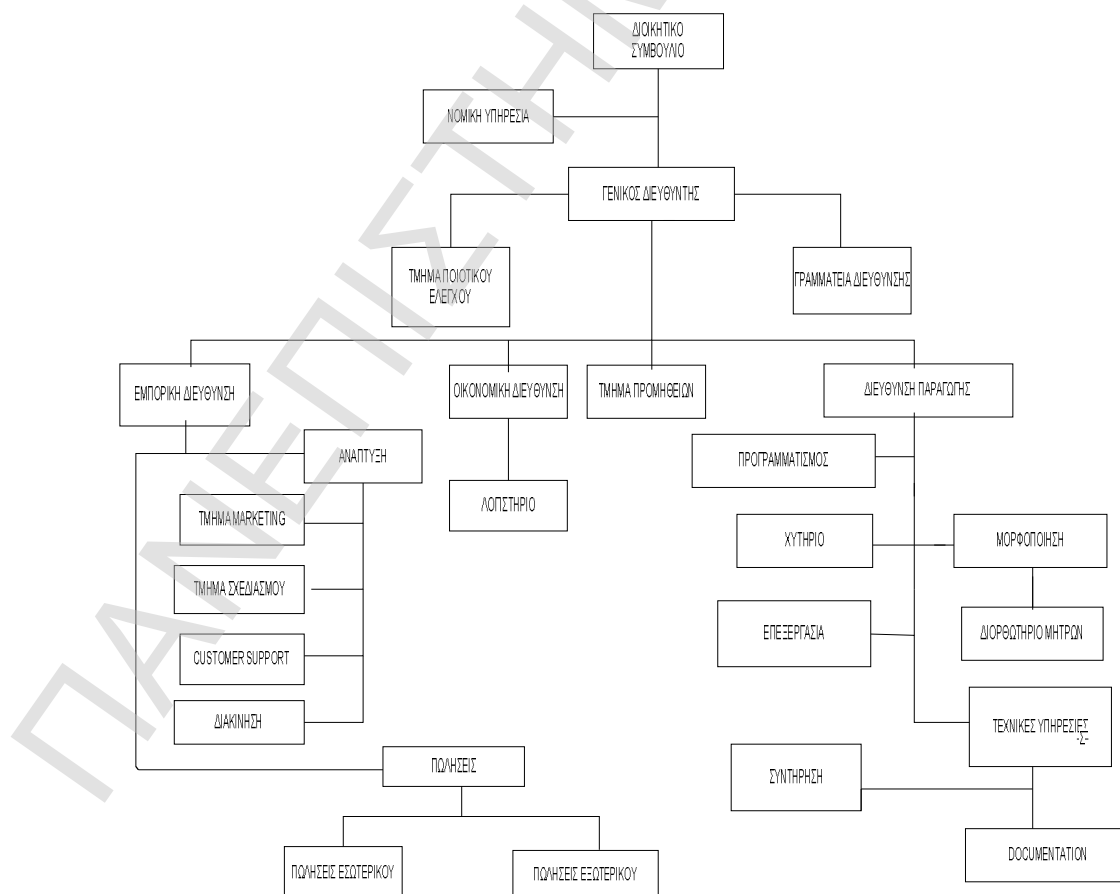 ΔΙΟΙΚΗΤΙΚΟ
ΣΥΜΒΟΥΛΙΟ
ΝΟΜΙΚΗ ΥΠΗΡΕΣΙΑ
ΓΕΝΙΚΟΣ ΔΙΕΥΘΥΝΤΗΣ
ΤΜΗΜΑ ΠΟΙΟΤΙΚΟΥ
ΕΛΕΓΧΟΥ
ΓΡΑΜΜΑΤΕΙΑ ΔΙΕΥΘΥΝΣΗΣ
ΕΜΠΟΡΙΚΗ ΔΙΕΥΘΥΝΣΗ
ΟΙΚΟΝΟΜΙΚΗ ΔΙΕΥΘΥΝΣΗ
ΤΜΗΜΑ ΠΡΟΜΗΘΕΙΩΝ
ΔΙΕΥΘΥΝΣΗ ΠΑΡΑΓΩΓΗΣ
ΑΝΑΠΤΥΞΗ
ΠΡΟΓΡΑΜΜΑΤΙΣΜΟΣ
ΛΟΓΙΣΤΗΡΙΟ
ΤΜΗΜΑ MARKETING
ΧΥΤΗΡΙΟ
ΜΟΡΦΟΠΟΙΗΣΗ
ΤΜΗΜΑ ΣΧΕΔΙΑΣΜΟΥ
ΕΠΕΞΕΡΓΑΣΙΑ
ΔΙΟΡΘΩΤΗΡΙΟ ΜΗΤΡΩΝ
CUSTOMER SUPPORT
ΔΙΑΚΙΝΗΣΗ
ΤΕΧΝΙΚΕΣ ΥΠΗΡΕΣΙΕΣ
-Σ-
ΠΩΛΗΣΕΙΣ
ΣΥΝΤΗΡΗΣΗ
DOCUMENTATION
ΠΩΛΗΣΕΙΣ ΕΣΩΤΕΡΙΚΟΥ
ΠΩΛΗΣΕΙΣ ΕΞΩΤΕΡΙΚΟΥ